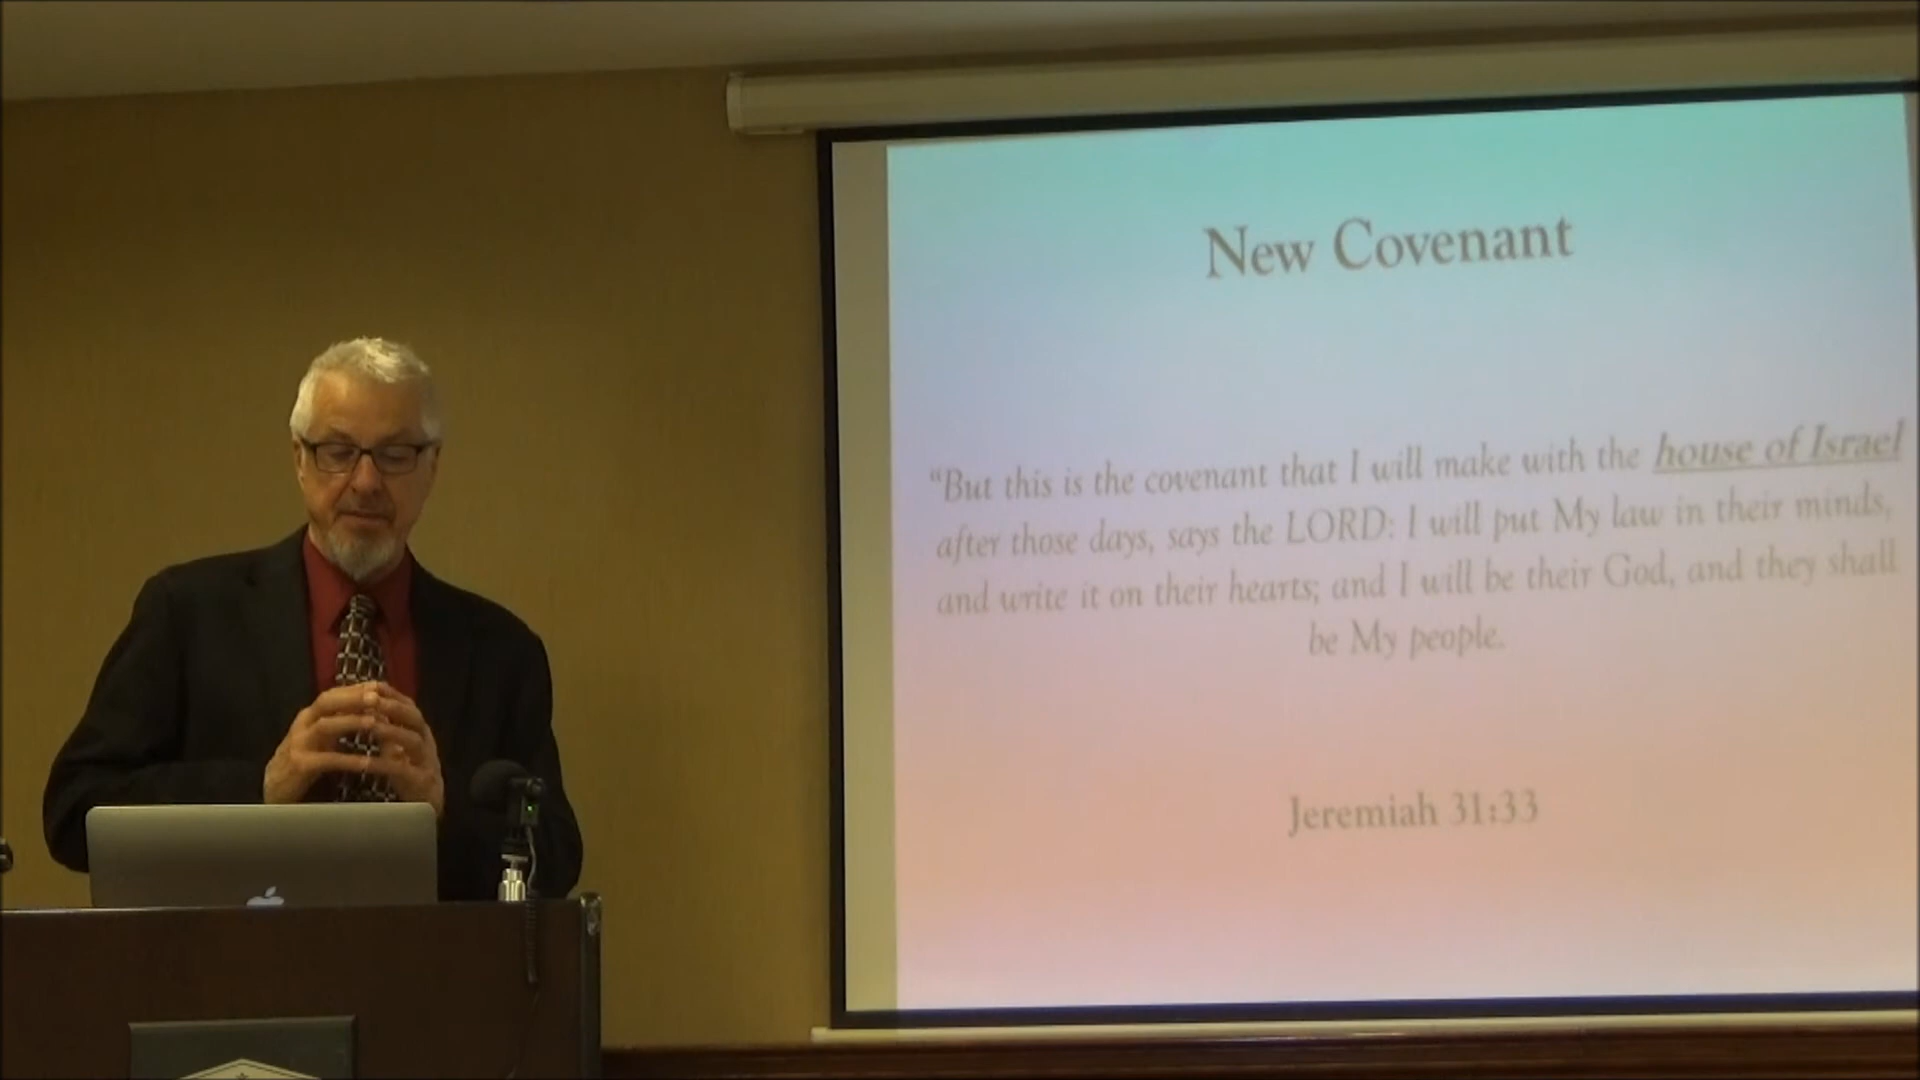 New Covenant
“But this is the covenant that I will make with the house of Israel
after those days, says the LORD: I will put My law in their minds,
and write it on their hearts; and I will be their God, and they shall
be My people.
Jeremiah 31:33